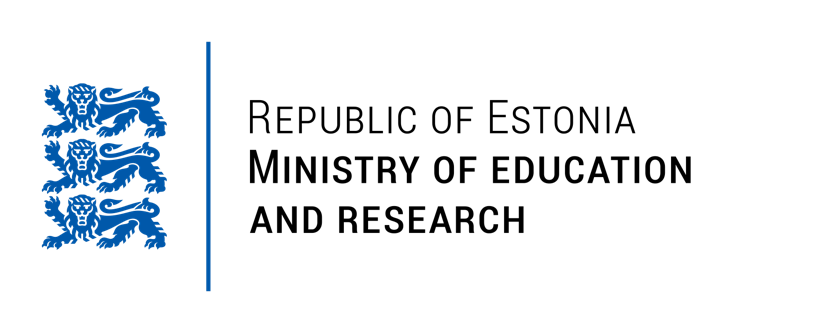 REPUBLIC OF ESTONIA
MINISTRY OF EDUCATION
AND RESEARCH